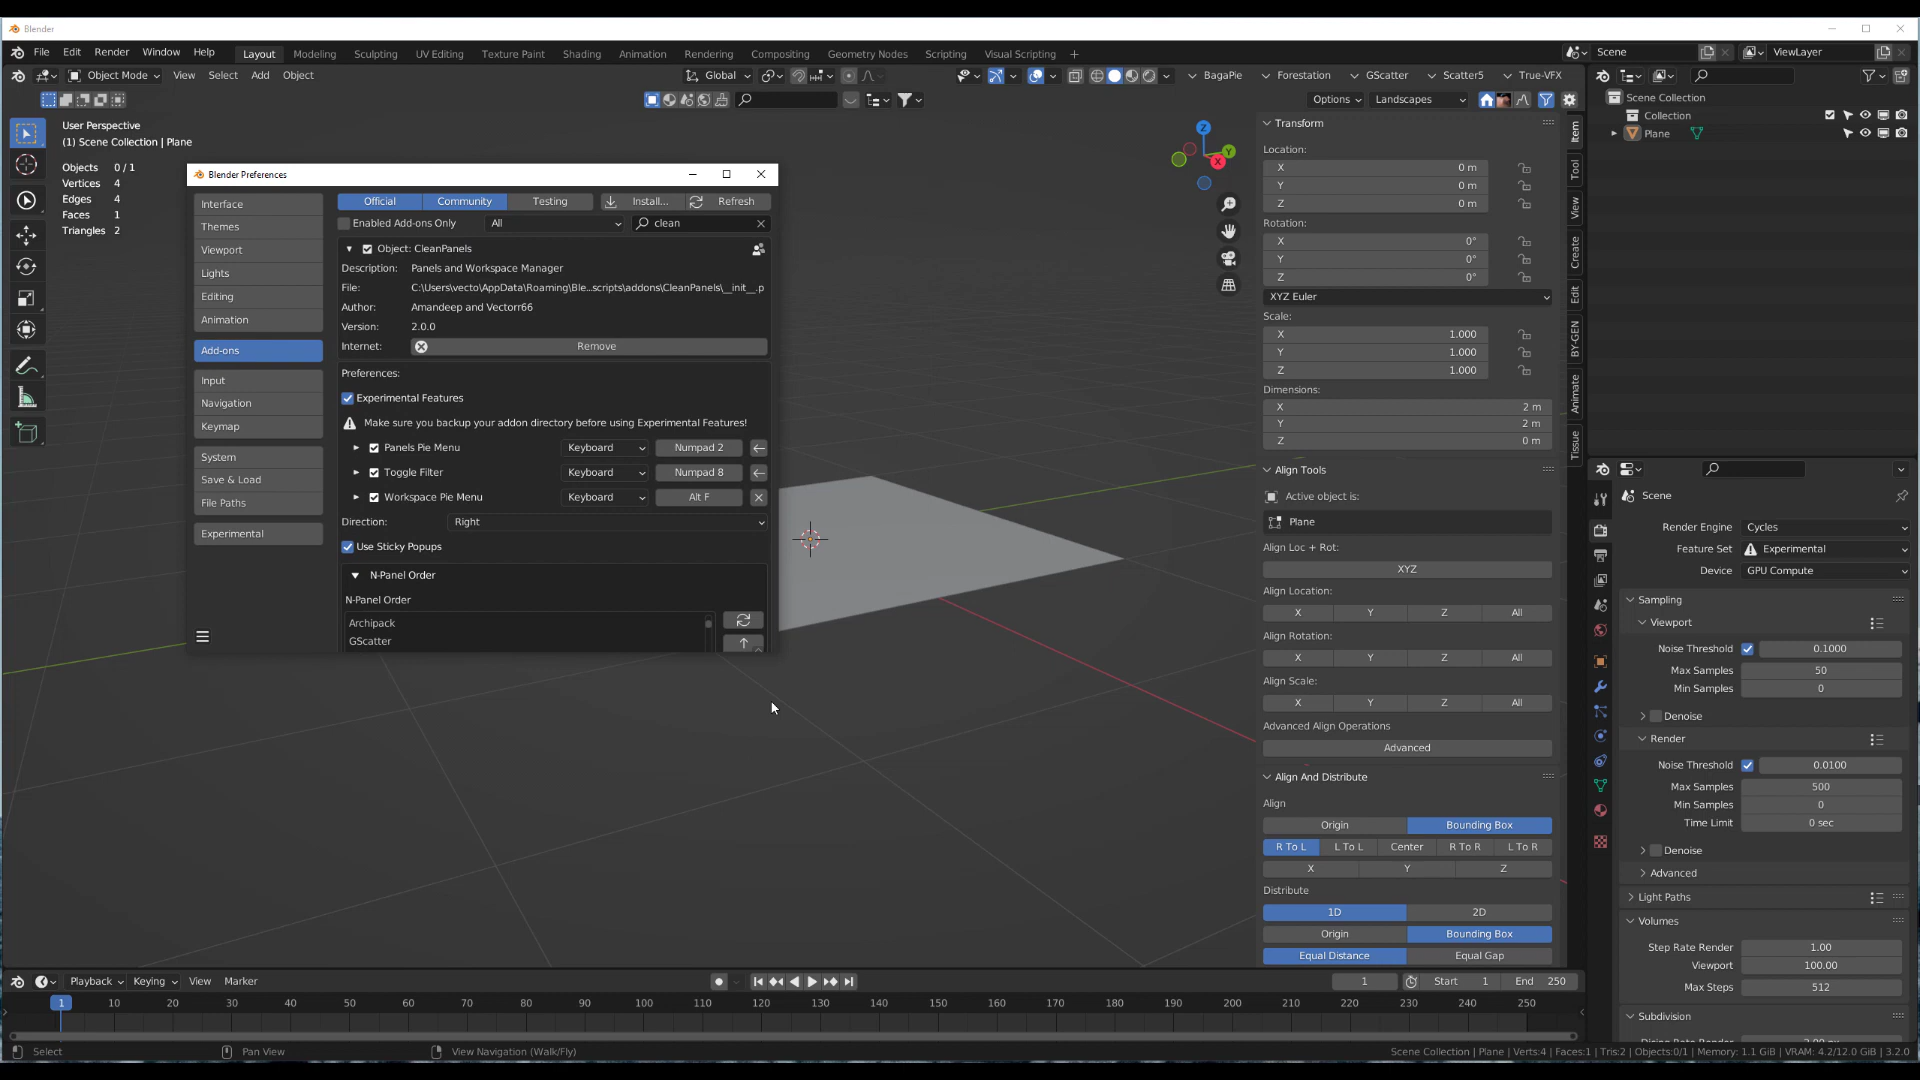 Blender
File Edit Render Window Help Layout Modeling Sculpting UV Editing Texture Paint Shading Animation Rendering Compositing Geometry Nodes Scripting Visual Scripting + Scene ViewLayer
Object Mode View Select Add Object Global BagaPie Forestation GScatter Scatter5 True-VFX
Options Landscapes
User Perspective
(1) Scene Collection | Plane
Objects 0/1
Vertices 4
Edges 4
Faces 1
Triangles 2
Blender Preferences
Interface
Themes
Viewport
Lights
Editing
Animation
Add-ons
Input
Navigation
Keymap
System
Save & Load
File Paths
Experimental
Official Community Testing Install... Refresh
Enabled Add-ons Only All clean
Object: CleanPanels
Description: Panels and Workspace Manager
File: C:\Users\vecto\AppData\Roaming\Ble...scripts\addons\CleanPanels\__init__.p
Author: Amandeep and Vectorr66
Version: 2.0.0
Internet: Remove
Preferences:
Experimental Features
Make sure you backup your addon directory before using Experimental Features!
Panels Pie Menu Keyboard Numpad 2
Toggle Filter Keyboard Numpad 8
Workspace Pie Menu Keyboard Alt F
Direction: Right
Use Sticky Popups
N-Panel Order
N-Panel Order
Archipack
GScatter
Z
Y
X
Transform
Location:
X 0 m
Y 0 m
Z 0 m
Rotation:
X 0°
Y 0°
Z 0°
XYZ Euler
Scale:
X 1.000
Y 1.000
Z 1.000
Dimensions:
X 2 m
Y 2 m
Z 0 m
Align Tools
Active object is:
Plane
Align Loc + Rot:
XYZ
Align Location:
X Y Z All
Align Rotation:
X Y Z All
Align Scale:
X Y Z All
Advanced Align Operations
Advanced
Align And Distribute
Align
Origin Bounding Box
R To L L To L Center R To R L To R
X Y Z
Distribute
1D 2D
Origin Bounding Box
Equal Distance Equal Gap
Item
Tool
View
Create
Edit
BY-GEN
Animate
Tissue
Scene Collection
Collection
Plane
Scene
Render Engine Cycles
Feature Set Experimental
Device GPU Compute
Sampling
Viewport
Noise Threshold 0.1000
Max Samples 50
Min Samples 0
Denoise
Render
Noise Threshold 0.0100
Max Samples 500
Min Samples 0
Time Limit 0 sec
Denoise
Advanced
Light Paths
Volumes
Step Rate Render 1.00
Viewport 100.00
Max Steps 512
Subdivision
Playback Keying View Marker 1 Start 1 End 250
1 10 20 30 40 50 60 70 80 90 100 110 120 130 140 150 160 170 180 190 200 210 220 230 240 250
Select Pan View View Navigation (Walk/Fly) Scene Collection | Plane | Verts:4 | Faces:1 | Tris:2 | Objects:0/1 | Memory: 1.1 GiB | VRAM: 4.2/12.0 GiB | 3.2.0